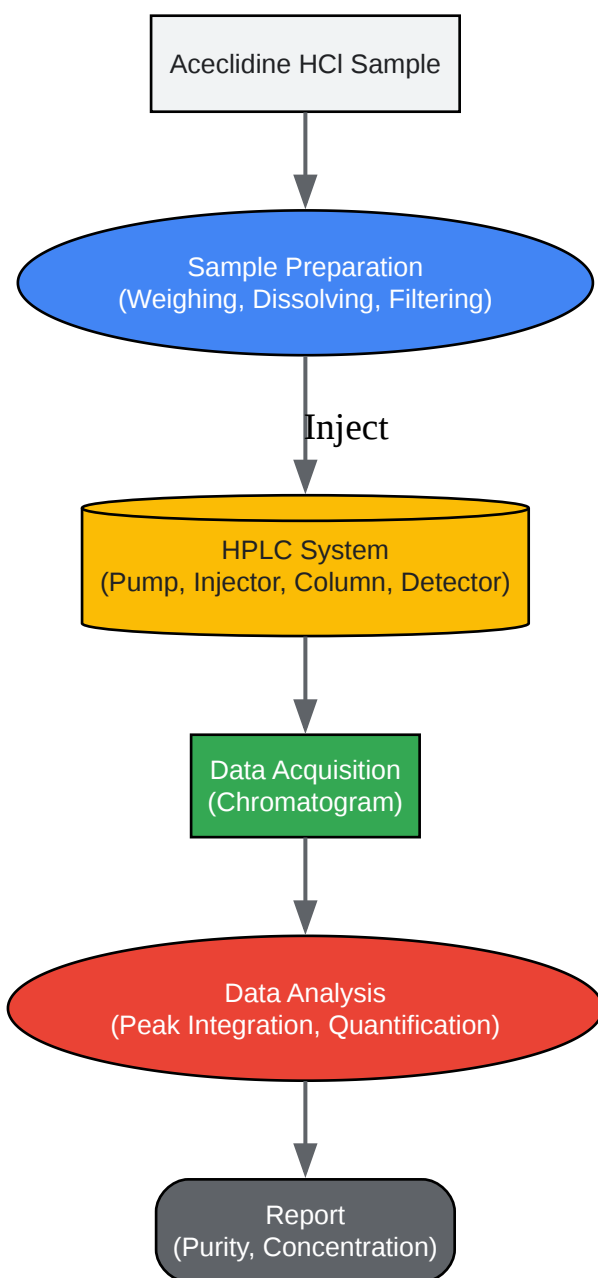 Aceclidine HCl Sample
Sample Preparation
(Weighing, Dissolving, Filtering)
Inject
HPLC System
(Pump, Injector, Column, Detector)
Data Acquisition
(Chromatogram)
Data Analysis
(Peak Integration, Quantification)
Report
(Purity, Concentration)